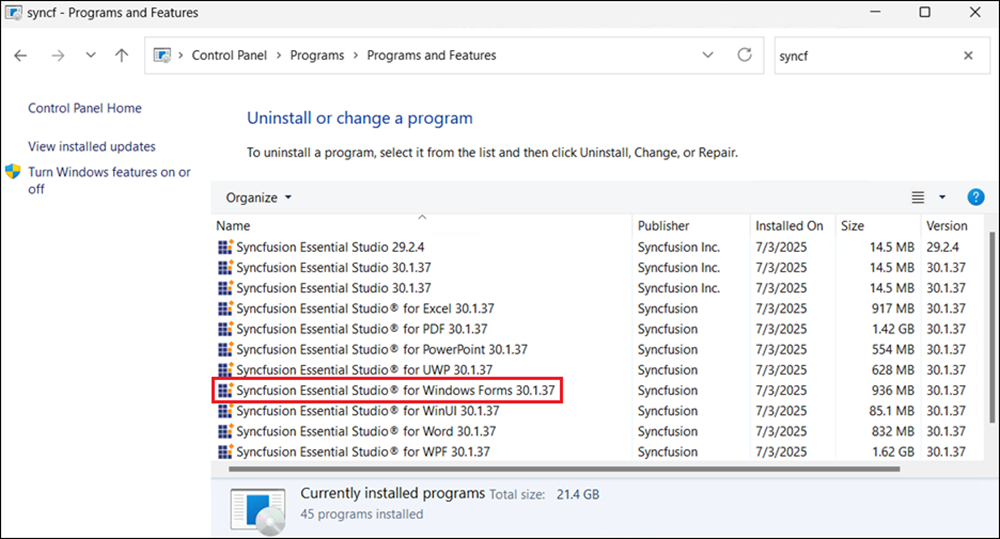 syncf - Programs and Features
Control Panel > Programs > Programs and Features
syncf
Control Panel Home
View installed updates
Turn Windows features on or
off
Uninstall or change a program
To uninstall a program, select it from the list and then click Uninstall, Change, or Repair.
Organize
?
Name Publisher Installed On Size Version
Syncfusion Essential Studio 29.2.4 Syncfusion Inc. 7/3/2025 14.5 MB 29.2.4
Syncfusion Essential Studio 30.1.37 Syncfusion Inc. 7/3/2025 14.5 MB 30.1.37
Syncfusion Essential Studio 30.1.37 Syncfusion Inc. 7/3/2025 14.5 MB 30.1.37
Syncfusion Essential Studio® for Excel 30.1.37 Syncfusion 7/3/2025 917 MB 30.1.37
Syncfusion Essential Studio® for PDF 30.1.37 Syncfusion 7/3/2025 1.42 GB 30.1.37
Syncfusion Essential Studio® for PowerPoint 30.1.37 Syncfusion 7/3/2025 554 MB 30.1.37
Syncfusion Essential Studio® for UWP 30.1.37 Syncfusion 7/3/2025 628 MB 30.1.37
Syncfusion Essential Studio® for Windows Forms 30.1.37 Syncfusion 7/3/2025 936 MB 30.1.37
Syncfusion Essential Studio® for WinUI 30.1.37 Syncfusion 7/3/2025 85.1 MB 30.1.37
Syncfusion Essential Studio® for Word 30.1.37 Syncfusion 7/3/2025 832 MB 30.1.37
Syncfusion Essential Studio® for WPF 30.1.37 Syncfusion 7/3/2025 1.62 GB 30.1.37
Currently installed programs Total size: 21.4 GB
45 programs installed